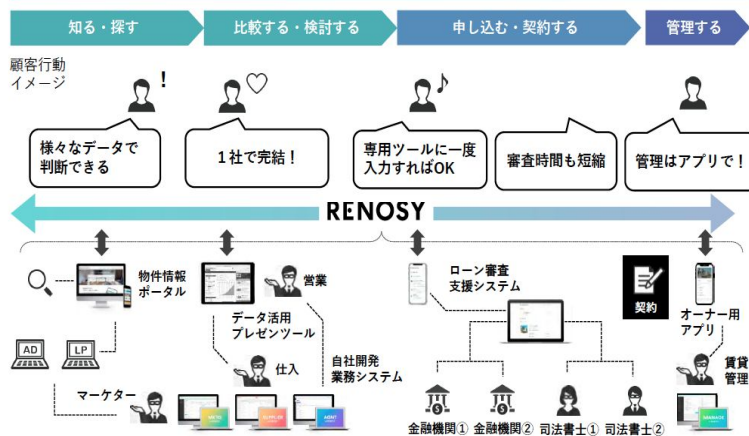 知る・探す
比較する・検討する
申し込む・契約する
管理する
顧客行動
イメージ
!
様々なデータで
判断できる
1社で完結！
専用ツールに一度
入力すればOK
審査時間も短縮
管理はアプリで！
RENOSY
物件情報
ポータル
営業
データ活用
プレゼンツール
ローン審査
支援システム
契約
オーナー用
アプリ
AD
LP
マーケター
仕入
自社開発
業務システム
賃貸
管理
AGENT
金融機関①
金融機関②
司法書士①
司法書士②